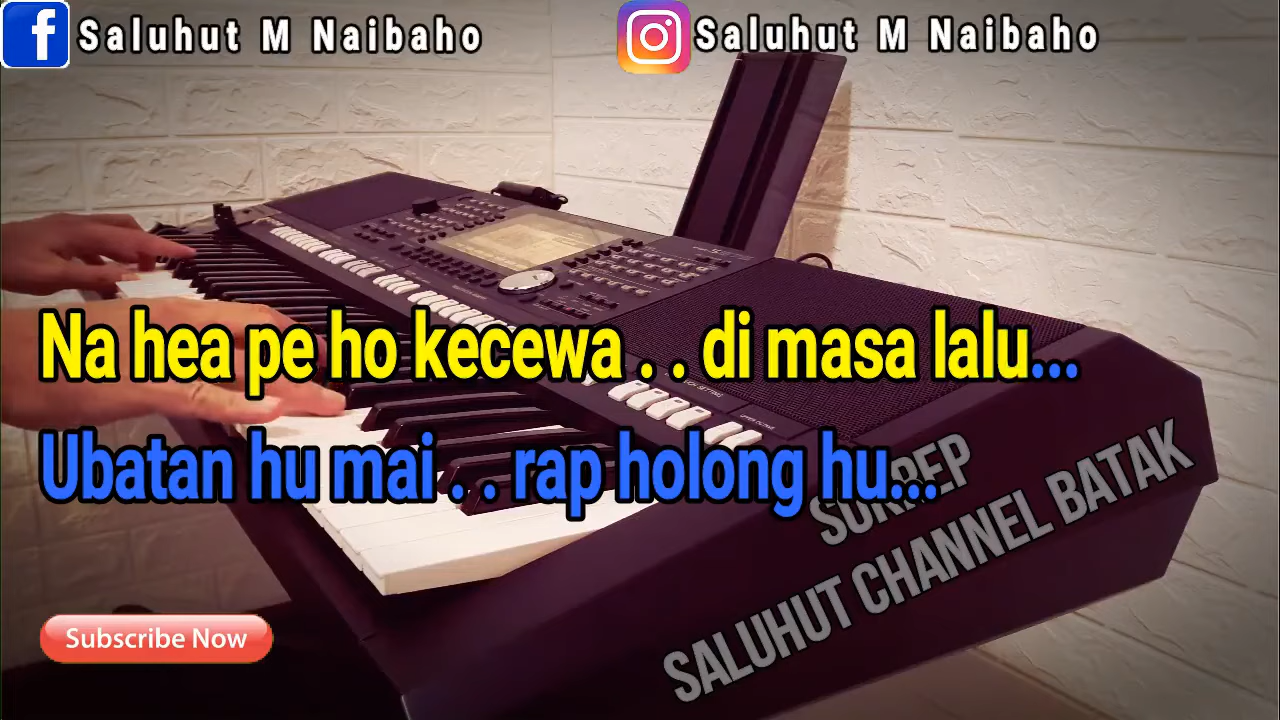 Saluhut M Naibaho
Saluhut M Naibaho
Na hea pe ho kecewa . . di masa lalu...
Ubatan hu mai . . rap holong hu...
SALUHUT CHANNEL BATAK
Subscribe Now